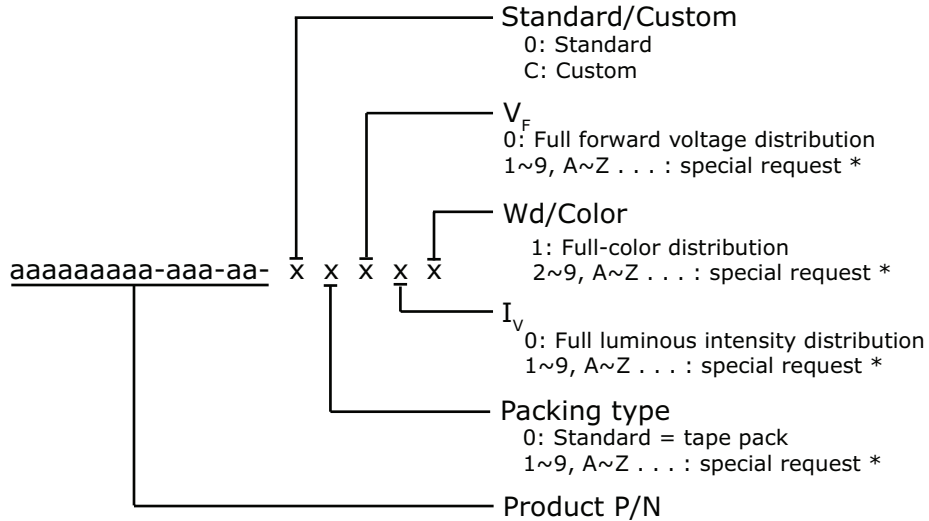 Standard/Custom
0: Standard
C: Custom
VF
0: Full forward voltage distribution
1~9, A~Z . . . : special request *
Wd/Color
1: Full-color distribution
2~9, A~Z . . . : special request *
aaaaaaaaa-aaa-aa- x x x x x
IV
0: Full luminous intensity distribution
1~9, A~Z . . . : special request *
Packing type
0: Standard = tape pack
1~9, A~Z . . . : special request *
Product P/N